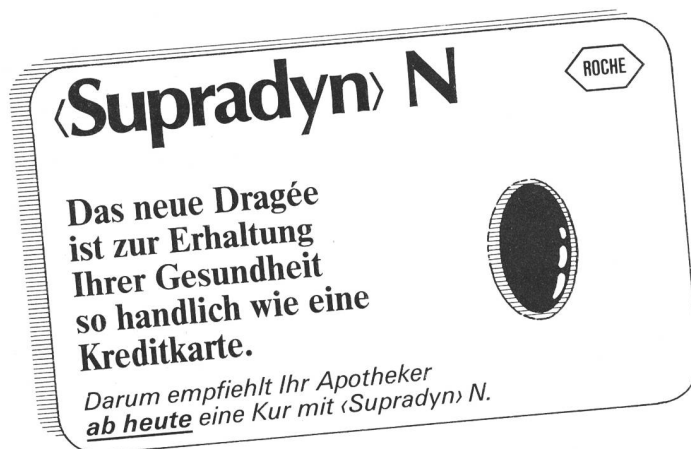 ‹Supradyn› N
ROCHE
Das neue Dragée
ist zur Erhaltung
Ihrer Gesundheit
so handlich wie eine
Kreditkarte.
Darum empfiehlt Ihr Apotheker
ab heute eine Kur mit ‹Supradyn› N.